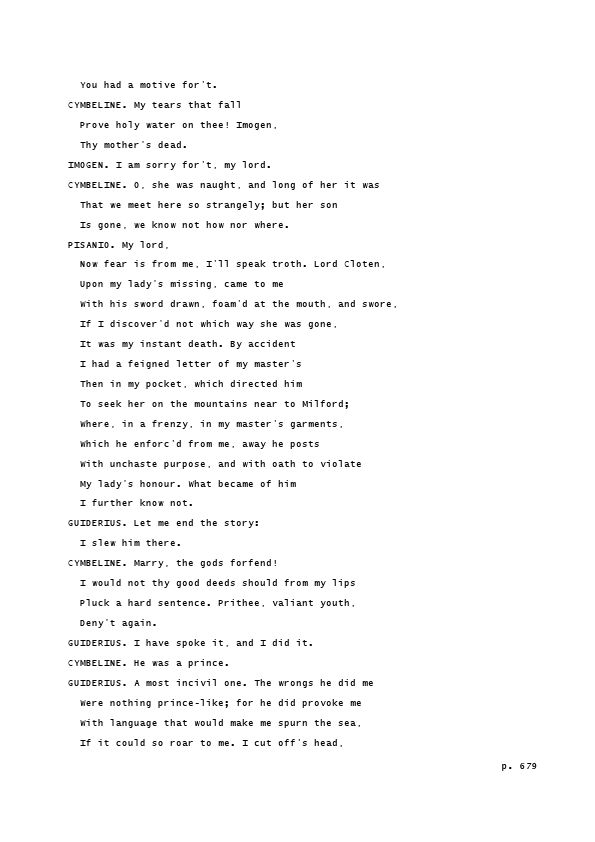 You had a motive for't.
CYMBELINE. My tears that fall
Prove holy water on thee! Imogen,
Thy mother's dead.
IMOGEN. I am sorry for't, my lord.
CYMBELINE. O, she was naught, and long of her it was
That we meet here so strangely; but her son
Is gone, we know not how nor where.
PISANIO. My lord,
Now fear is from me, I'll speak troth. Lord Cloten,
Upon my lady's missing, came to me
With his sword drawn, foam'd at the mouth, and swore,
If I discover'd not which way she was gone,
It was my instant death. By accident
I had a feigned letter of my master's
Then in my pocket, which directed him
To seek her on the mountains near to Milford;
Where, in a frenzy, in my master's garments,
Which he enforc'd from me, away he posts
With unchaste purpose, and with oath to violate
My lady's honour. What became of him
I further know not.
GUIDERIUS. Let me end the story:
I slew him there.
CYMBELINE. Marry, the gods forfend!
I would not thy good deeds should from my lips
Pluck a hard sentence. Prithee, valiant youth,
Deny't again.
GUIDERIUS. I have spoke it, and I did it.
CYMBELINE. He was a prince.
GUIDERIUS. A most incivil one. The wrongs he did me
Were nothing prince-like; for he did provoke me
With language that would make me spurn the sea,
If it could so roar to me. I cut off's head,
p. 679